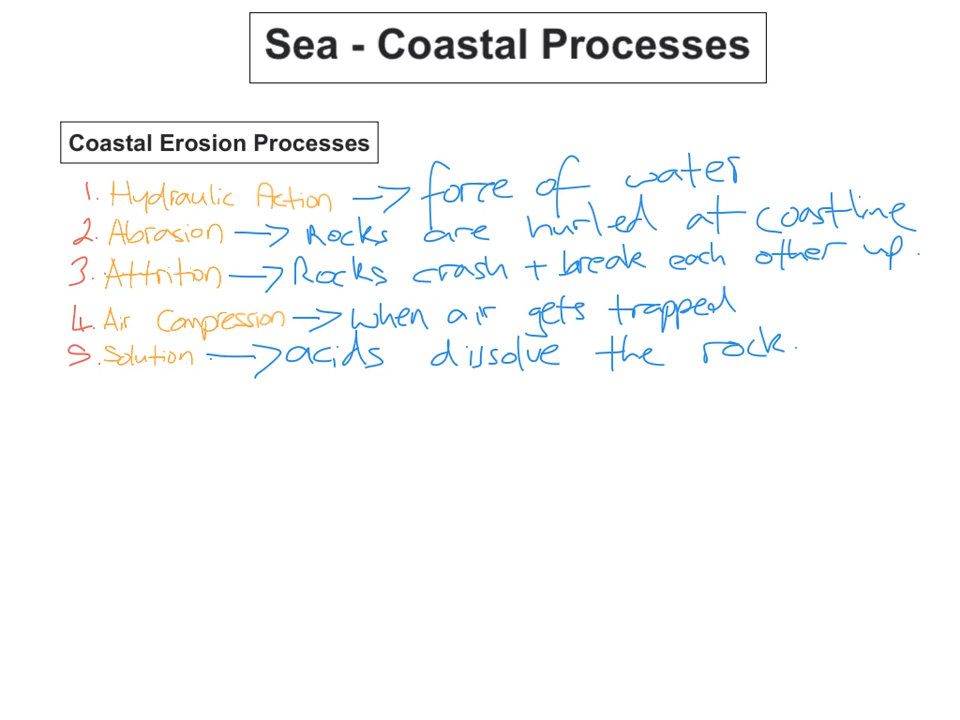 Sea - Coastal Processes
Coastal Erosion Processes
1. Hydraulic Action → force of water
2. Abrasion → Rocks are hurled at coastline
3. Attrition → Rocks crash + break each other up.
4. Air Compression → When air gets trapped
5. Solution → acids dissolve the rock.